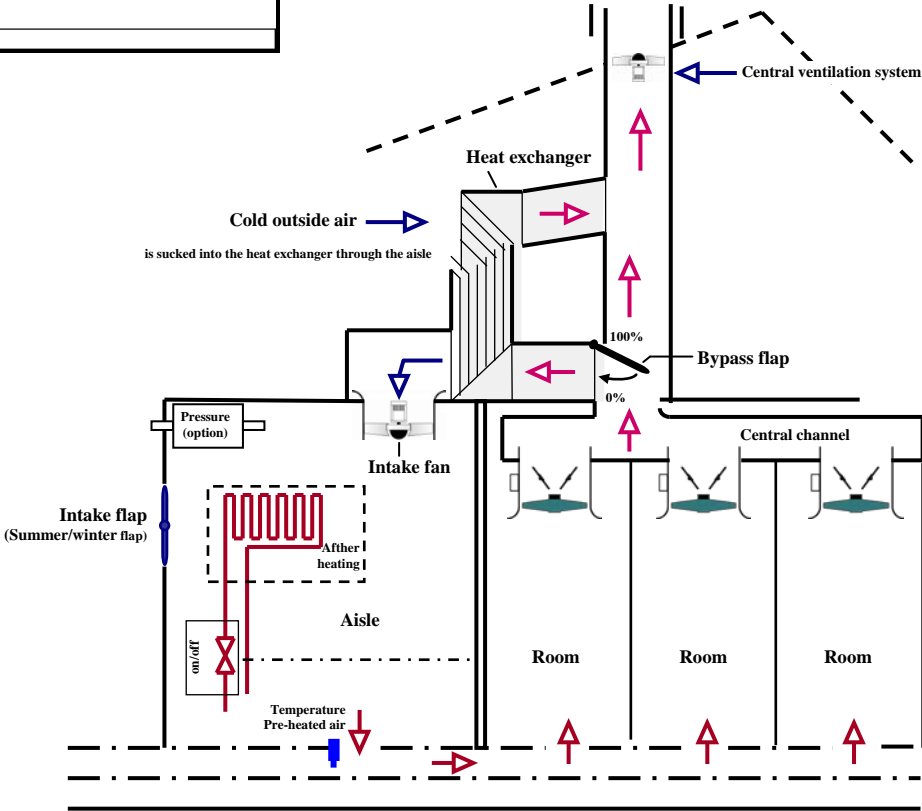 Central ventilation system
Heat exchanger
Cold outside air
is sucked into the heat exchanger through the aisle
100%
Bypass flap
0%
Pressure
(option)
Central channel
Intake fan
Intake flap
(Summer/winter flap)
Afther
heating
Aisle
on/off
Room
Room
Room
Temperature
Pre-heated air